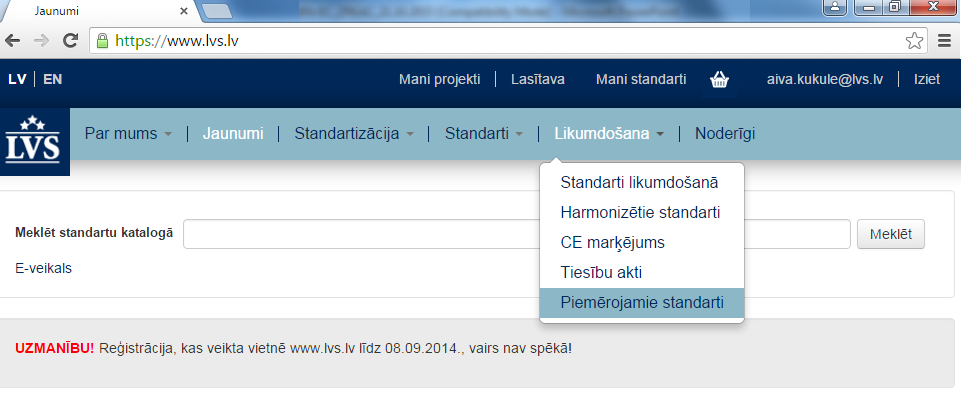 Jaunumi
https://www.lvs.lv
LV | EN
Mani projekti | Lasītava Mani standarti aiva.kukule@lvs.lv | Iziet
LVS
Par mums | Jaunumi | Standartizācija | Standarti | Likumdošana | Noderīgi
Standarti likumdošanā
Harmonizētie standarti
CE marķējums
Tiesību akti
Piemērojamie standarti
Meklēt standartu katalogā Meklēt
E-veikals
UZMANĪBU! Reģistrācija, kas veikta vietnē www.lvs.lv līdz 08.09.2014., vairs nav spēkā!